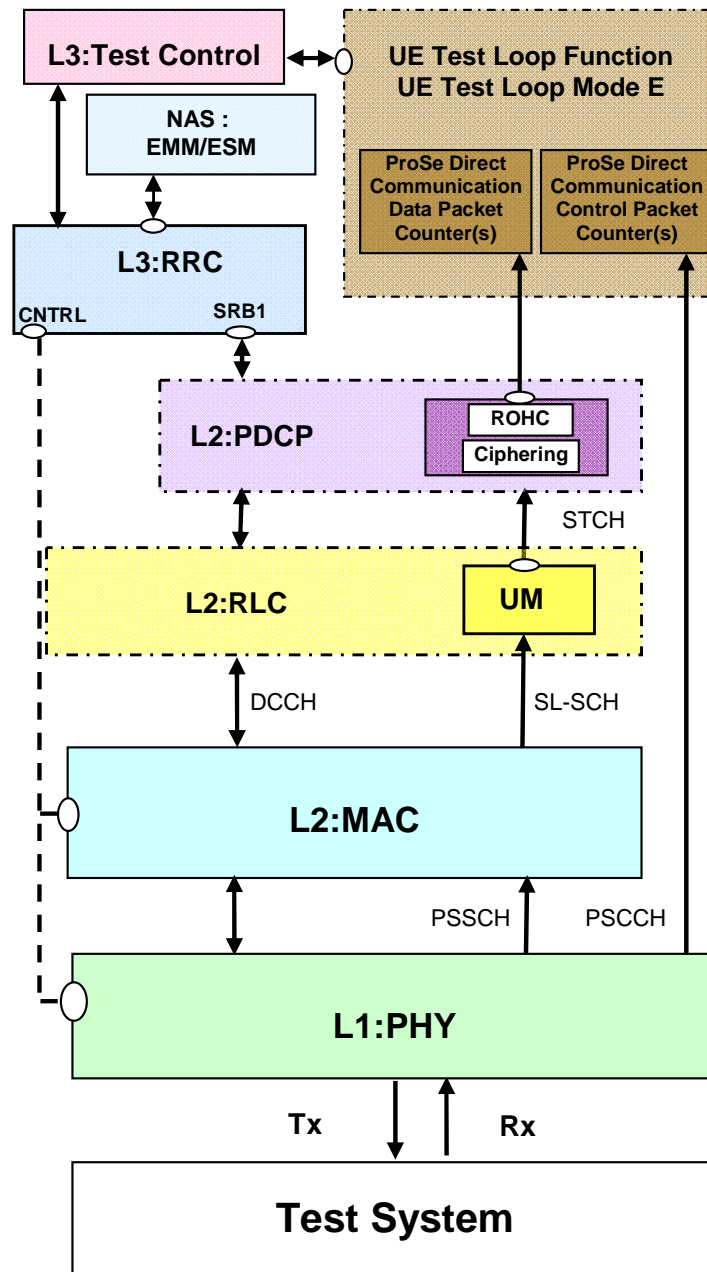 L3:Test Control
UE Test Loop Function
UE Test Loop Mode E
NAS :
EMM/ESM
ProSe Direct
Communication
Data Packet
Counter(s)
ProSe Direct
Communication
Control Packet
Counter(s)
L3:RRC
CNTRL
SRB1
L2:PDCP
ROHC
Ciphering
STCH
L2:RLC
UM
DCCH
SL-SCH
L2:MAC
PSSCH
PSCCH
L1:PHY
Tx
Rx
Test System